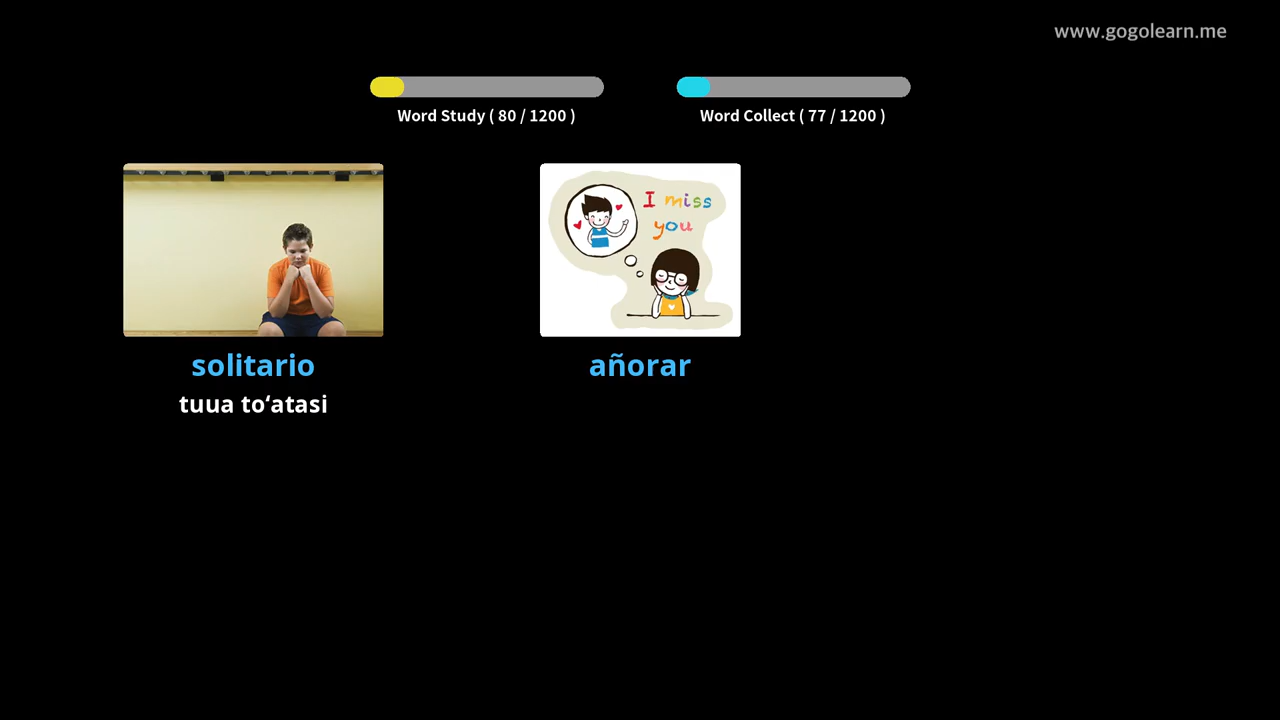 www.gogolearn.me
Word Study ( 80 / 1200 )
Word Collect ( 77 / 1200 )
I miss
you
solitario
añorar
tuua to‘atasi